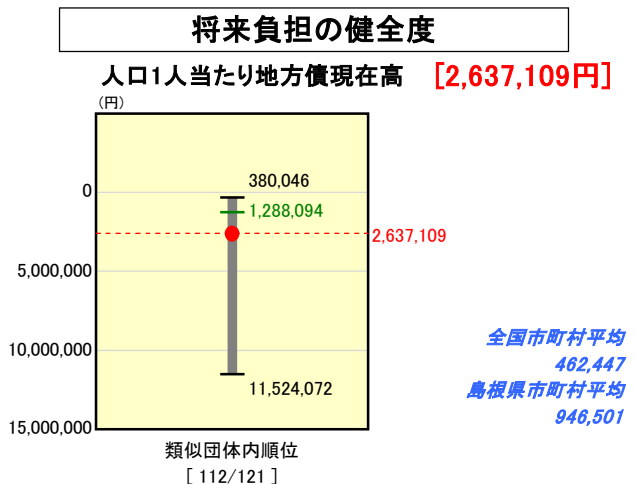 将来負担の健全度
人口1人当たり地方債現在高 [2,637,109円]
(円)
0
5,000,000
10,000,000
15,000,000
380,046
1,288,094
2,637,109
11,524,072
類似団体内順位
[ 112/121 ]
全国市町村平均
462,447
島根県市町村平均
946,501